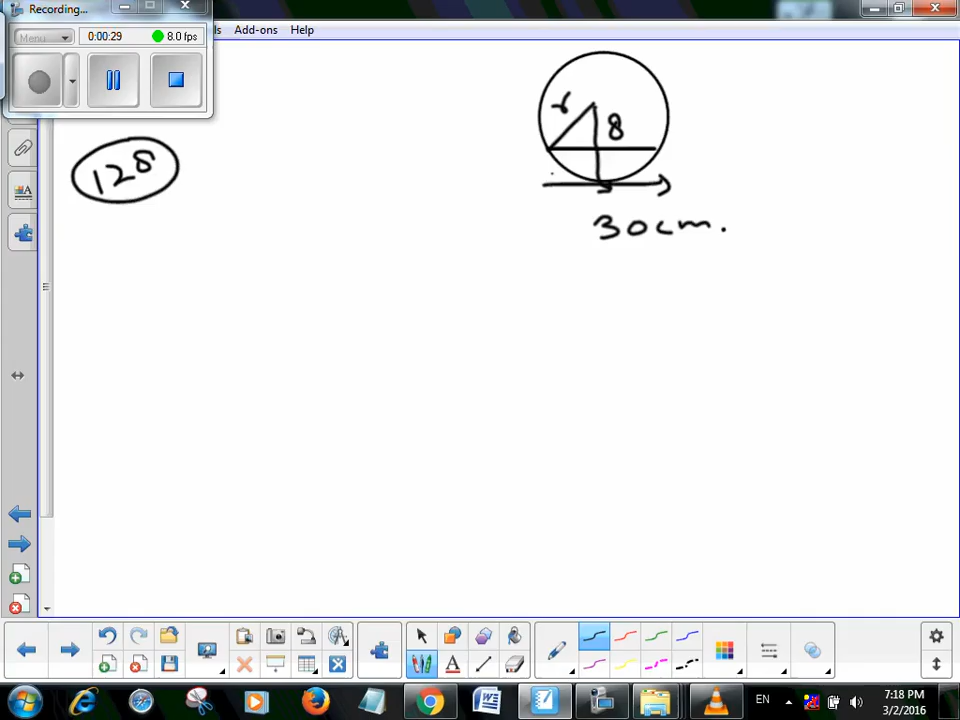 Recording...
Menu
0:00:29
8.0 fps
ls Add-ons Help
128
r
8
30cm.
EN
7:18 PM
3/2/2016